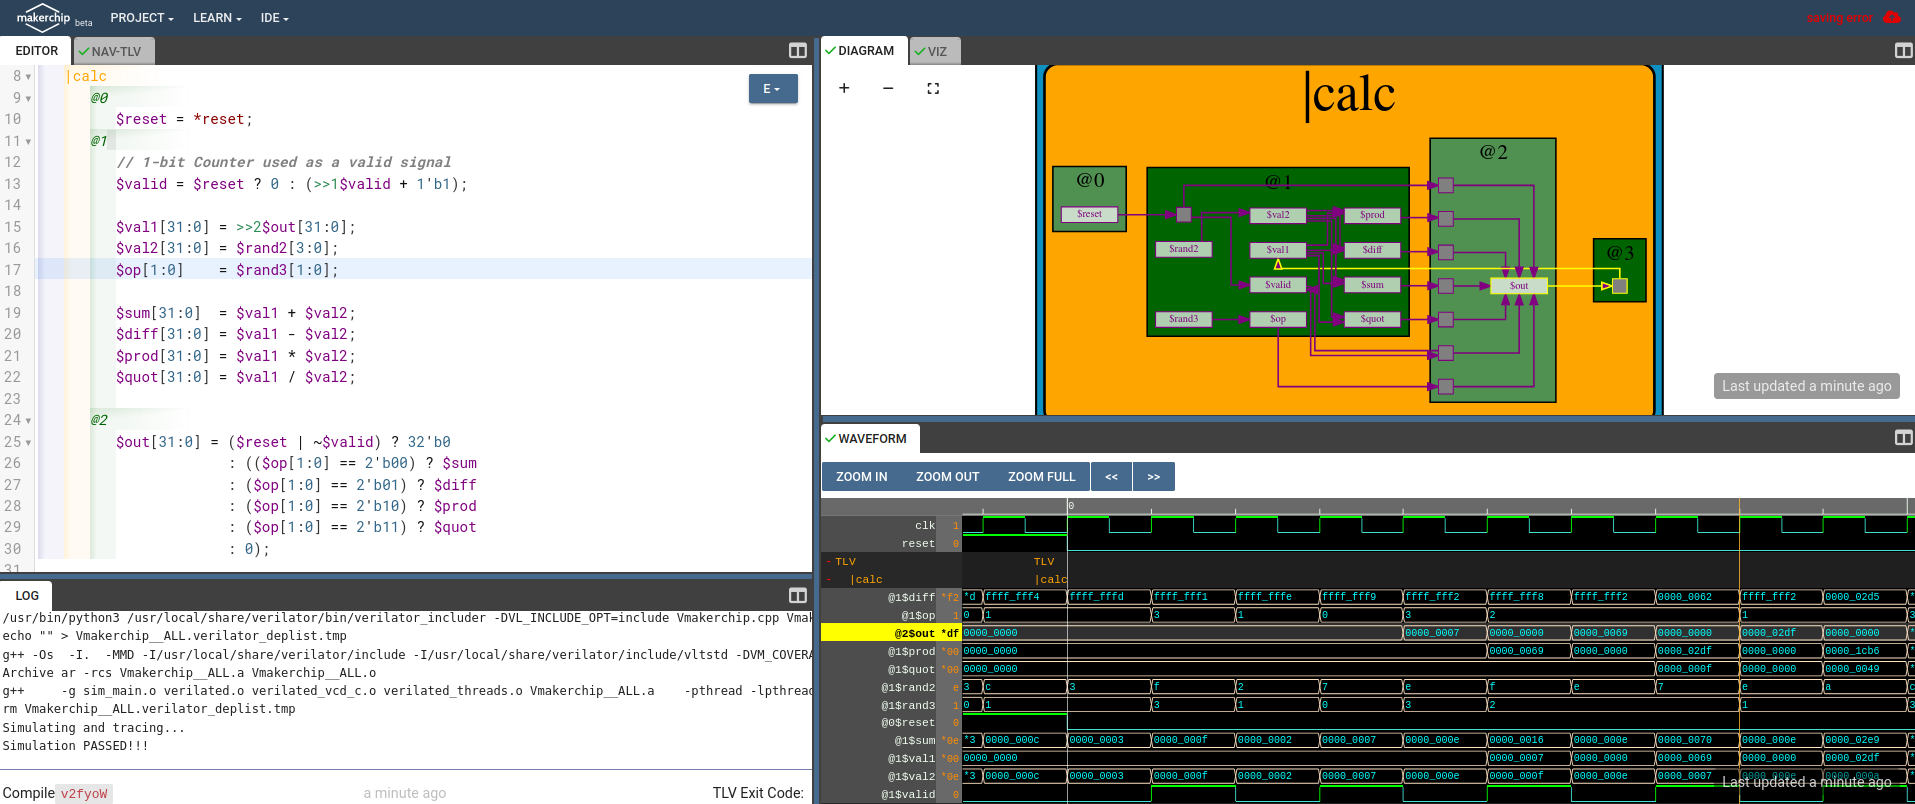 makerchip beta PROJECT LEARN IDE saving error
EDITOR NAV-TLV
8 |calc
9 @0
10 $reset = *reset;
11 @1
12 // 1-bit Counter used as a valid signal
13 $valid = $reset ? 0 : (>>1$valid + 1'b1);
14
15 $val1[31:0] = >>2$out[31:0];
16 $val2[31:0] = $rand2[3:0];
17 $op[1:0] = $rand3[1:0];
18
19 $sum[31:0] = $val1 + $val2;
20 $diff[31:0] = $val1 - $val2;
21 $prod[31:0] = $val1 * $val2;
22 $quot[31:0] = $val1 / $val2;
23
24 @2
25 $out[31:0] = ($reset | ~$valid) ? 32'b0
26 : (($op[1:0] == 2'b00) ? $sum
27 : ($op[1:0] == 2'b01) ? $diff
28 : ($op[1:0] == 2'b10) ? $prod
29 : ($op[1:0] == 2'b11) ? $quot
30 : 0);
31
E
LOG
/usr/bin/python3 /usr/local/share/verilator/bin/verilator_includer -DVL_INCLUDE_OPT=include Vmakerchip.cpp Vmak
echo "" > Vmakerchip__ALL.verilator_deplist.tmp
g++ -Os -I. -MMD -I/usr/local/share/verilator/include -I/usr/local/share/verilator/include/vltstd -DVM_COVERA
Archive ar -rcs Vmakerchip__ALL.a Vmakerchip__ALL.o
g++ -g sim_main.o verilated.o verilated_vcd_c.o verilated_threads.o Vmakerchip__ALL.a -pthread -lpthread
rm Vmakerchip__ALL.verilator_deplist.tmp
Simulating and tracing...
Simulation PASSED!!!
Compile v2fyoW a minute ago TLV Exit Code:
DIAGRAM VIZ
+ −
|calc
@0
$reset
@1
$val2 $prod
$rand2 $val1 $diff
$valid $sum
$rand3 $op $quot
@2
$out
@3
Last updated a minute ago
WAVEFORM
ZOOM IN ZOOM OUT ZOOM FULL << >>
0
clk 1
reset 0
- TLV TLV
- |calc |calc
@1$diff *f2 *d ffff_fff4 ffff_fffd ffff_fff1 ffff_fffe ffff_fff9 ffff_fff2 ffff_fff8 ffff_fff2 0000_0062 ffff_fff2 0000_02d5 *
@1$op 1 0 1 3 1 0 3 2 1 3
@2$out *df 0000_0000 0000_0007 0000_0000 0000_0069 0000_0000 0000_02df 0000_0000 *
@1$prod *00 0000_0000 0000_0069 0000_0000 0000_02df 0000_0000 0000_1cb6 *
@1$quot *00 0000_0000 0000_000f 0000_0000 0000_0049 *
@1$rand2 e 3 c 3 f 2 7 e f e 7 e a c
@1$rand3 1 0 1 3 1 0 3 2 1 3
@0$reset 0
@1$sum *0e *3 0000_000c 0000_0003 0000_000f 0000_0002 0000_0007 0000_000e 0000_0016 0000_000e 0000_0070 0000_000e 0000_02e9 *
@1$val1 *00 0000_0000 0000_0007 0000_0000 0000_0069 0000_0000 0000_02df *
@1$val2 *0e *3 0000_000c 0000_0003 0000_000f 0000_0002 0000_0007 0000_000e 0000_000f 0000_000e 0000_0007 0000_000e 0000_000a *
@1$valid 0
Last updated a minute ago